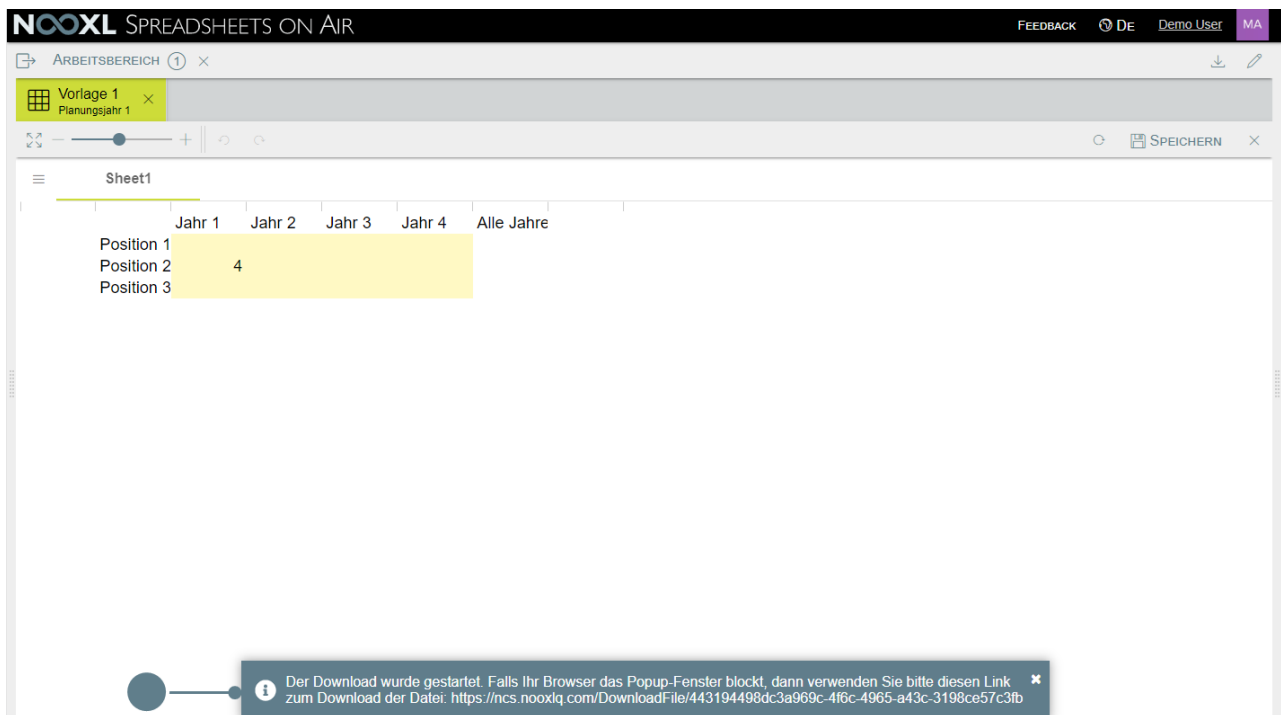 NOOXL SPREADSHEETS ON AIR FEEDBACK DE Demo User MA
ARBEITSBEREICH 1
Vorlage 1
Planungsjahr 1
SPEICHERN
Sheet1
Jahr 1 Jahr 2 Jahr 3 Jahr 4 Alle Jahre
Position 1
Position 2 4
Position 3
Der Download wurde gestartet. Falls Ihr Browser das Popup-Fenster blockt, dann verwenden Sie bitte diesen Link
zum Download der Datei: https://ncs.nooxlq.com/DownloadFile/443194498dc3a969c-4f6c-4965-a43c-3198ce57c3fb